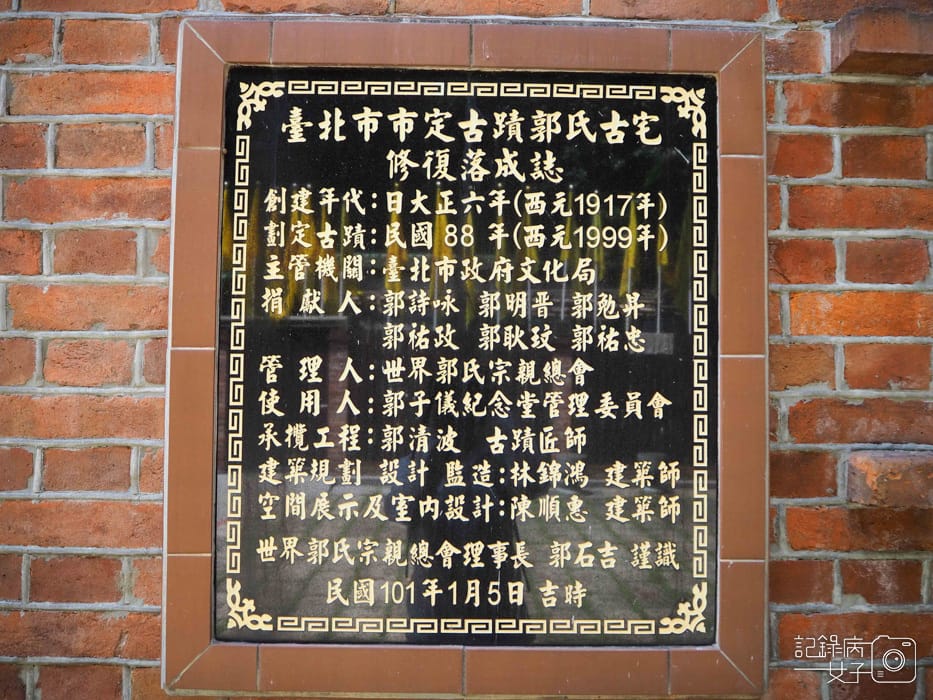 臺北市市定古蹟郭氏古宅
修復落成誌
創建年代:日大正六年(西元1917年)
劃定古蹟:民國 88 年(西元1999年)
主管機關:臺北市政府文化局
捐獻人:郭詩咏 郭明晋 郭勉昇
郭祐政 郭耿玟 郭祐忠
管理人:世界郭氏宗親總會
使用人:郭子儀紀念堂管理委員會
承攬工程:郭清波 古蹟匠師
建築規劃 設計 監造:林錦鴻 建築師
空間展示及室內設計:陳順惠 建築師
世界郭氏宗親總會理事長 郭石吉 謹識
民國101年1月5日 吉時
記錄病女子